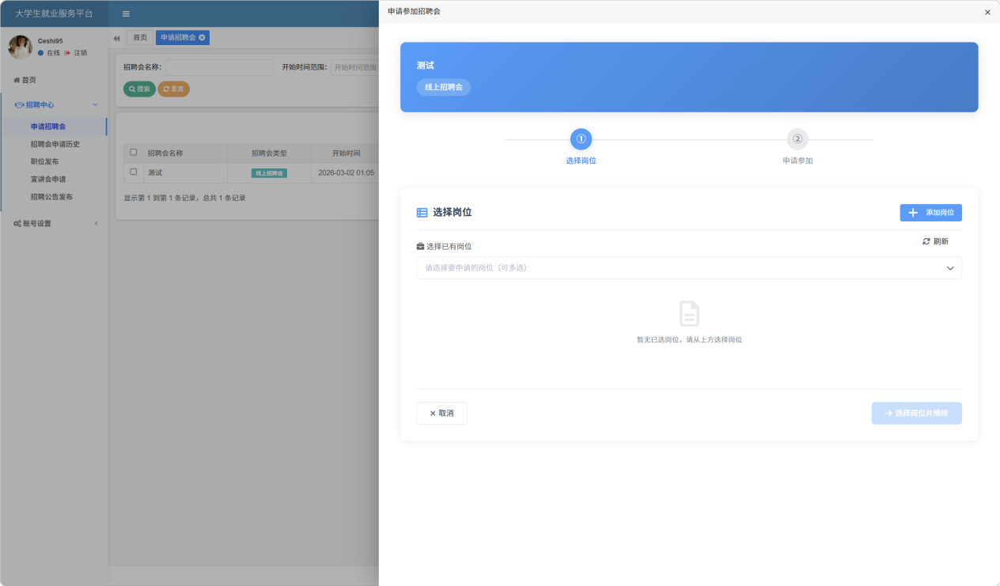 大学生就业服务平台
Ceshi95
在线 注销
首页
招聘中心
申请招聘会
招聘会申请历史
职位发布
宣讲会申请
招聘公告发布
账号设置
首页 申请招聘会
招聘会名称： 开始时间范围： 开始时间范围
搜索 重置
招聘会名称 招聘会类型 开始时间
测试 线上招聘会 2026-03-02 01:05
显示第 1 到第 1 条记录，总共 1 条记录
申请参加招聘会
测试
线上招聘会
① ②
选择岗位 申请参加
选择岗位 添加岗位
选择已有岗位 刷新
请选择要申请的岗位（可多选）
暂无已选岗位，请从上方选择岗位
取消 选择岗位并继续